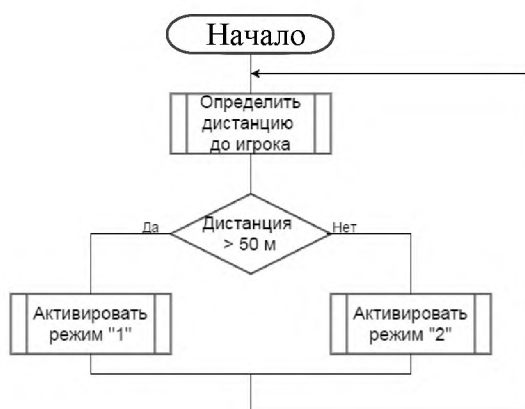 Начало
Определить
дистанцию
до игрока
Дистанция
> 50 м
Да
Нет
Активировать
режим "1"
Активировать
режим "2"